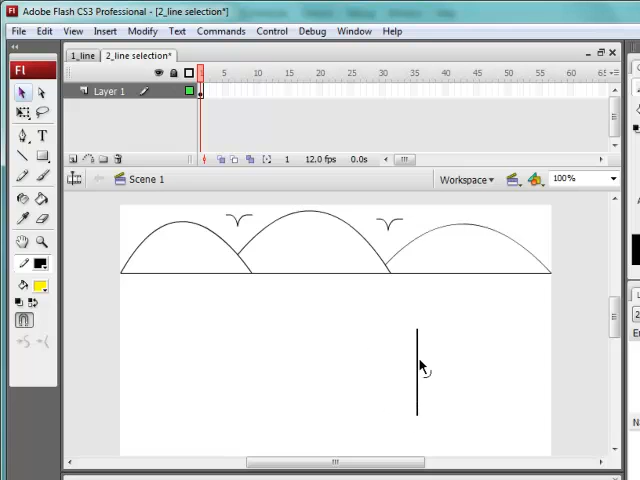 Adobe Flash CS3 Professional - [2_line selection*]
File Edit View Insert Modify Text Commands Control Debug Window Help
Fl
1_line 2_line selection*
1 5 10 15 20 25 30 35 40 45 50 55 60 65
Layer 1
T
1 12.0 fps 0.0s
Scene 1 Workspace 100%